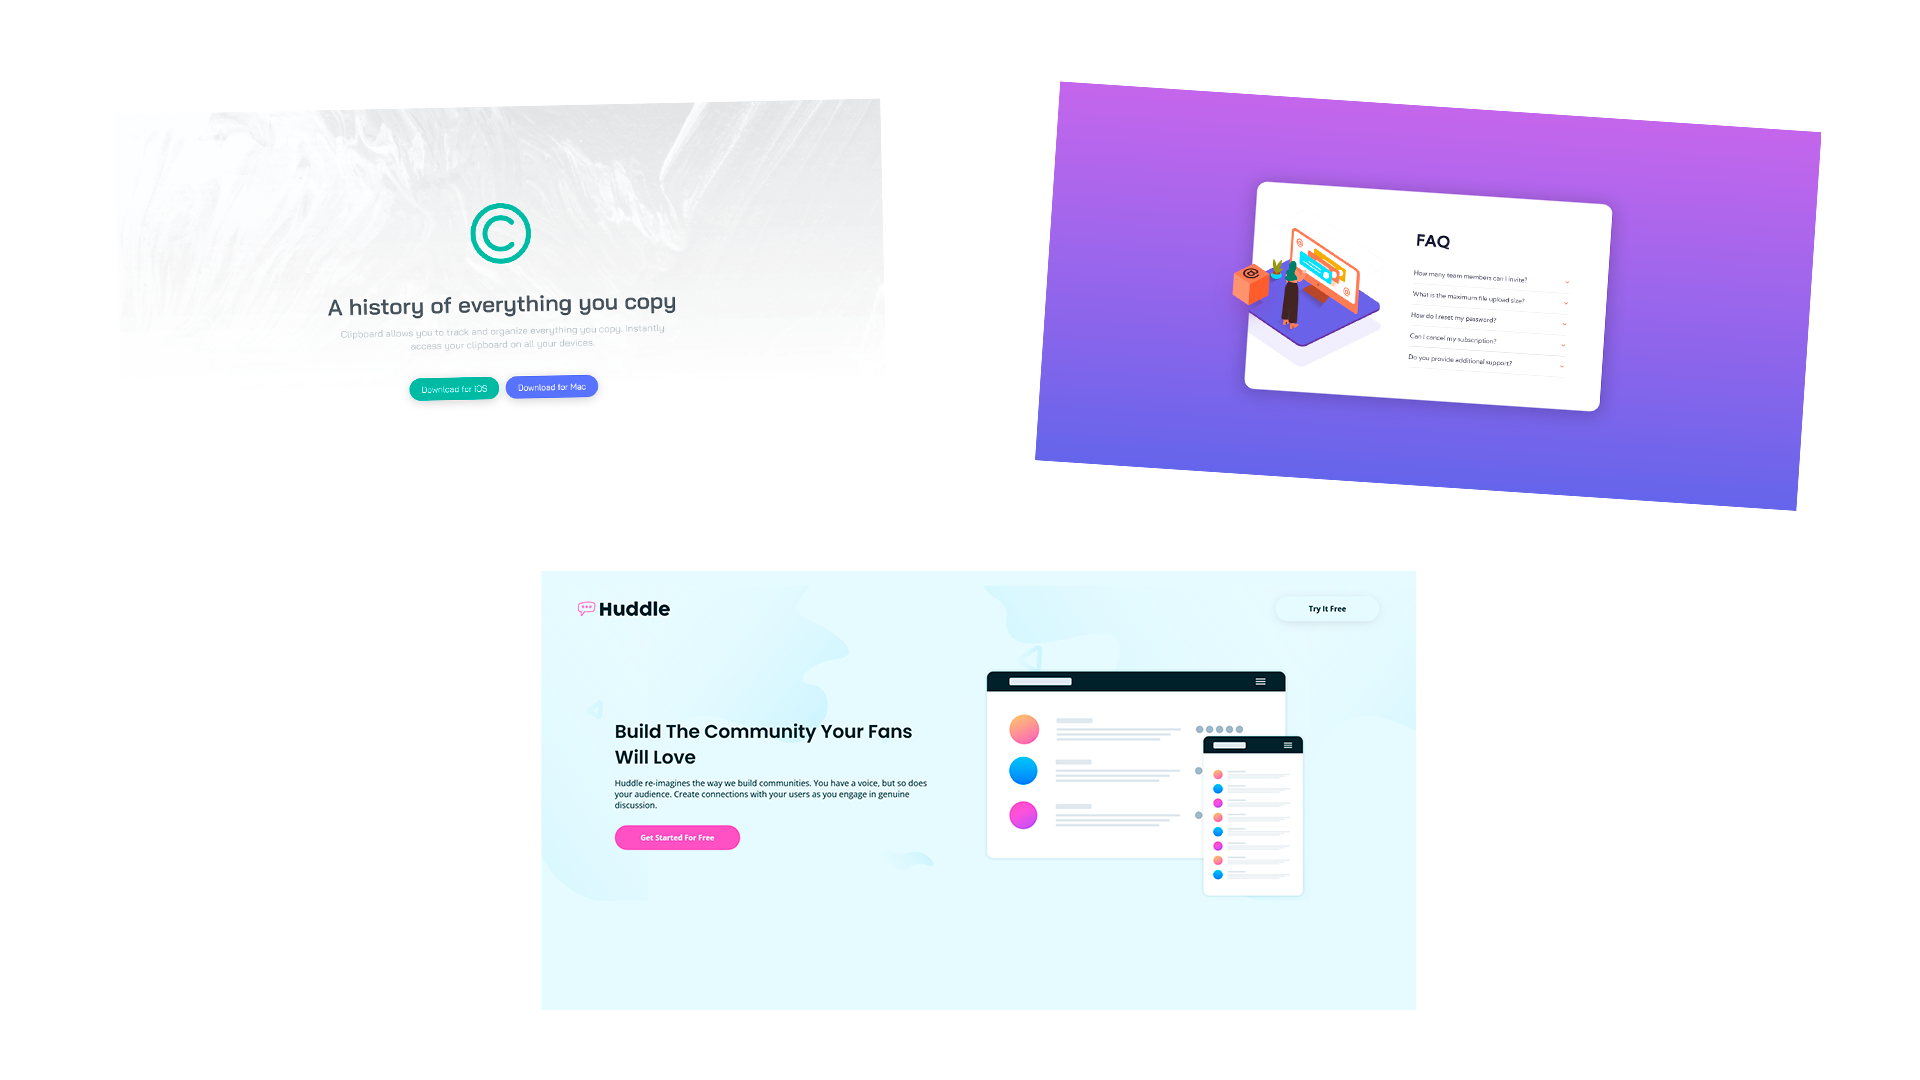 A history of everything you copy
Clipboard allows you to track and organize everything you copy. Instantly
access your clipboard on all your devices.
Download for iOS
Download for Mac
FAQ
How many team members can I invite?
What is the maximum file upload size?
How do I reset my password?
Can I cancel my subscription?
Do you provide additional support?
Huddle
Try It Free
Build The Community Your Fans
Will Love
Huddle re-imagines the way we build communities. You have a voice, but so does
your audience. Create connections with your users as you engage in genuine
discussion.
Get Started For Free